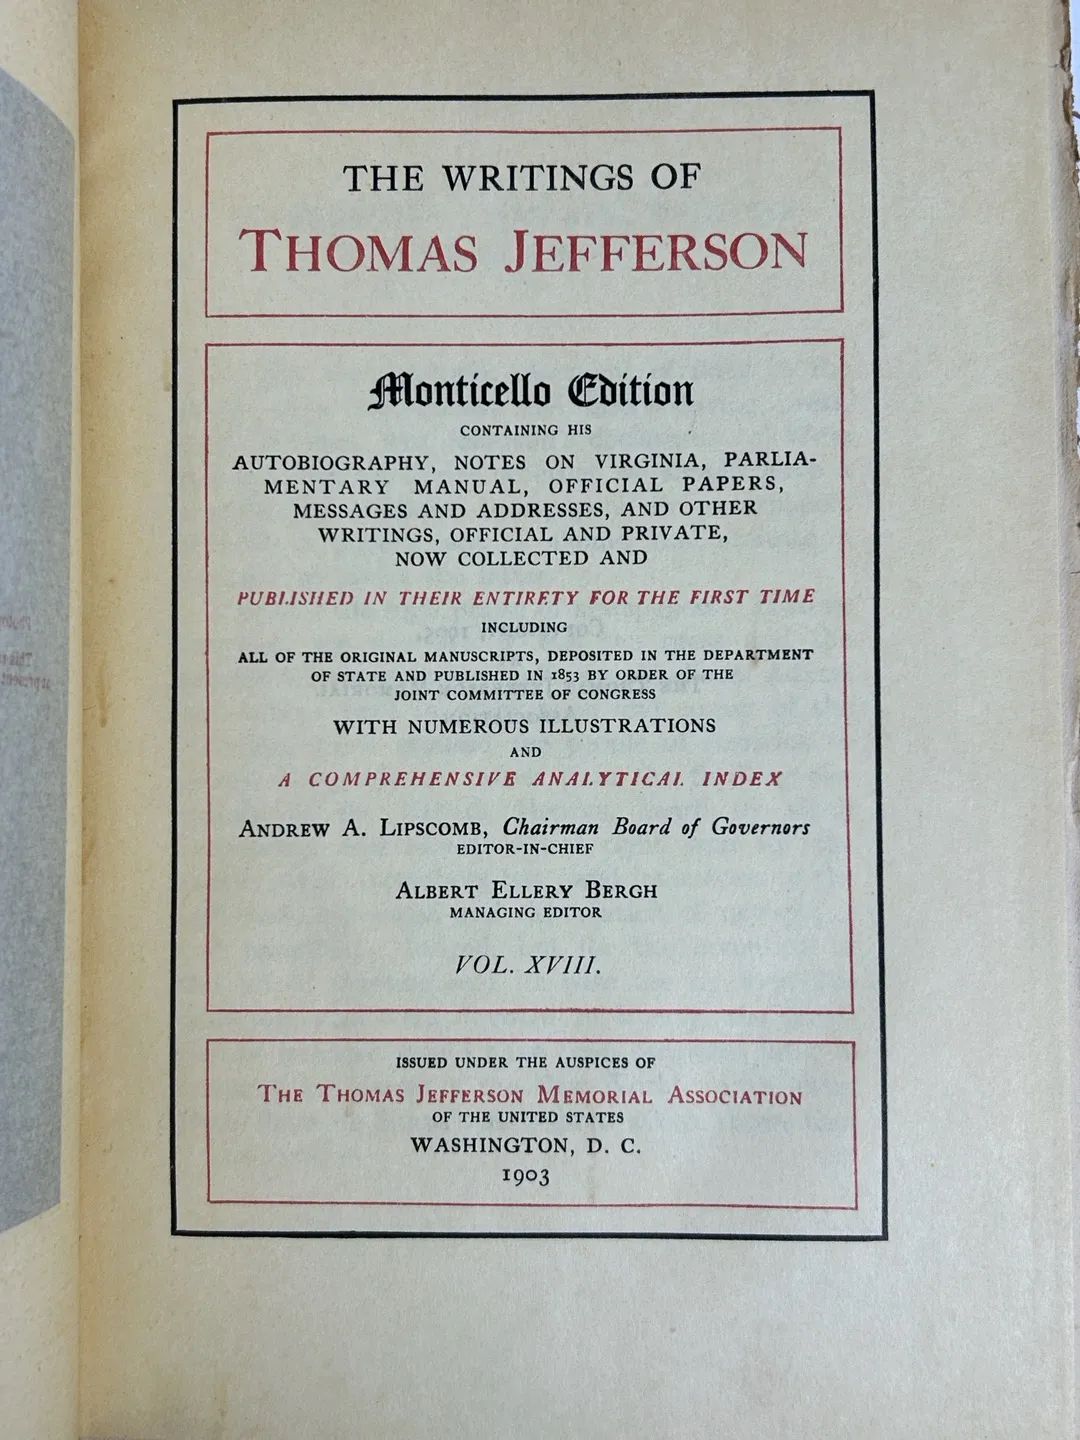 THE WRITINGS OF
THOMAS JEFFERSON
Monticello Edition
CONTAINING HIS
AUTOBIOGRAPHY, NOTES ON VIRGINIA, PARLIA-
MENTARY MANUAL, OFFICIAL PAPERS,
MESSAGES AND ADDRESSES, AND OTHER
WRITINGS, OFFICIAL AND PRIVATE,
NOW COLLECTED AND
PUBLISHED IN THEIR ENTIRETY FOR THE FIRST TIME
INCLUDING
ALL OF THE ORIGINAL MANUSCRIPTS, DEPOSITED IN THE DEPARTMENT
OF STATE AND PUBLISHED IN 1853 BY ORDER OF THE
JOINT COMMITTEE OF CONGRESS
WITH NUMEROUS ILLUSTRATIONS
AND
A COMPREHENSIVE ANALYTICAL INDEX
ANDREW A. LIPSCOMB, Chairman Board of Governors
EDITOR-IN-CHIEF
ALBERT ELLERY BERGH
MANAGING EDITOR
VOL. XVIII.
ISSUED UNDER THE AUSPICES OF
THE THOMAS JEFFERSON MEMORIAL ASSOCIATION
OF THE UNITED STATES
WASHINGTON, D. C.
1903